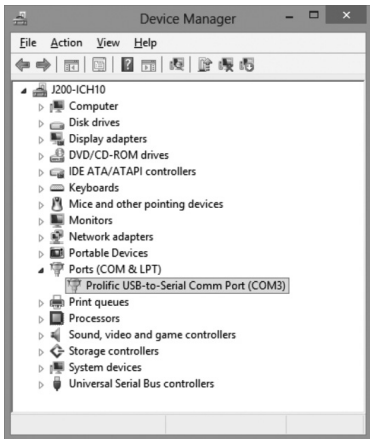 Device Manager
File Action View Help
J200-ICH10
Computer
Disk drives
Display adapters
DVD/CD-ROM drives
IDE ATA/ATAPI controllers
Keyboards
Mice and other pointing devices
Monitors
Network adapters
Portable Devices
Ports (COM & LPT)
Prolific USB-to-Serial Comm Port (COM3)
Print queues
Processors
Sound, video and game controllers
Storage controllers
System devices
Universal Serial Bus controllers